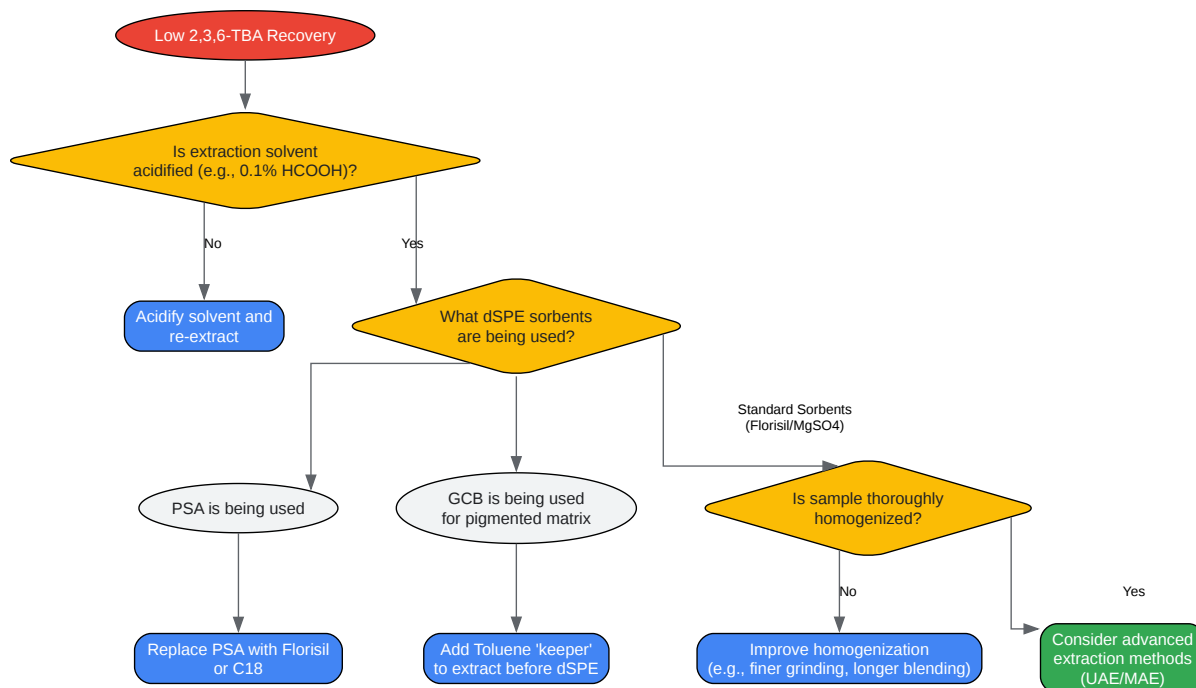 Low 2,3,6-TBA Recovery
Is extraction solvent
acidified (e.g., 0.1% HCOOH)?
No
Yes
Acidify solvent and
re-extract
What dSPE sorbents
are being used?
Standard Sorbents
(Florisil/MgSO4)
PSA is being used
GCB is being used
for pigmented matrix
Is sample thoroughly
homogenized?
No
Yes
Replace PSA with Florisil
or C18
Add Toluene 'keeper'
to extract before dSPE
Improve homogenization
(e.g., finer grinding, longer blending)
Consider advanced
extraction methods
(UAE/MAE)